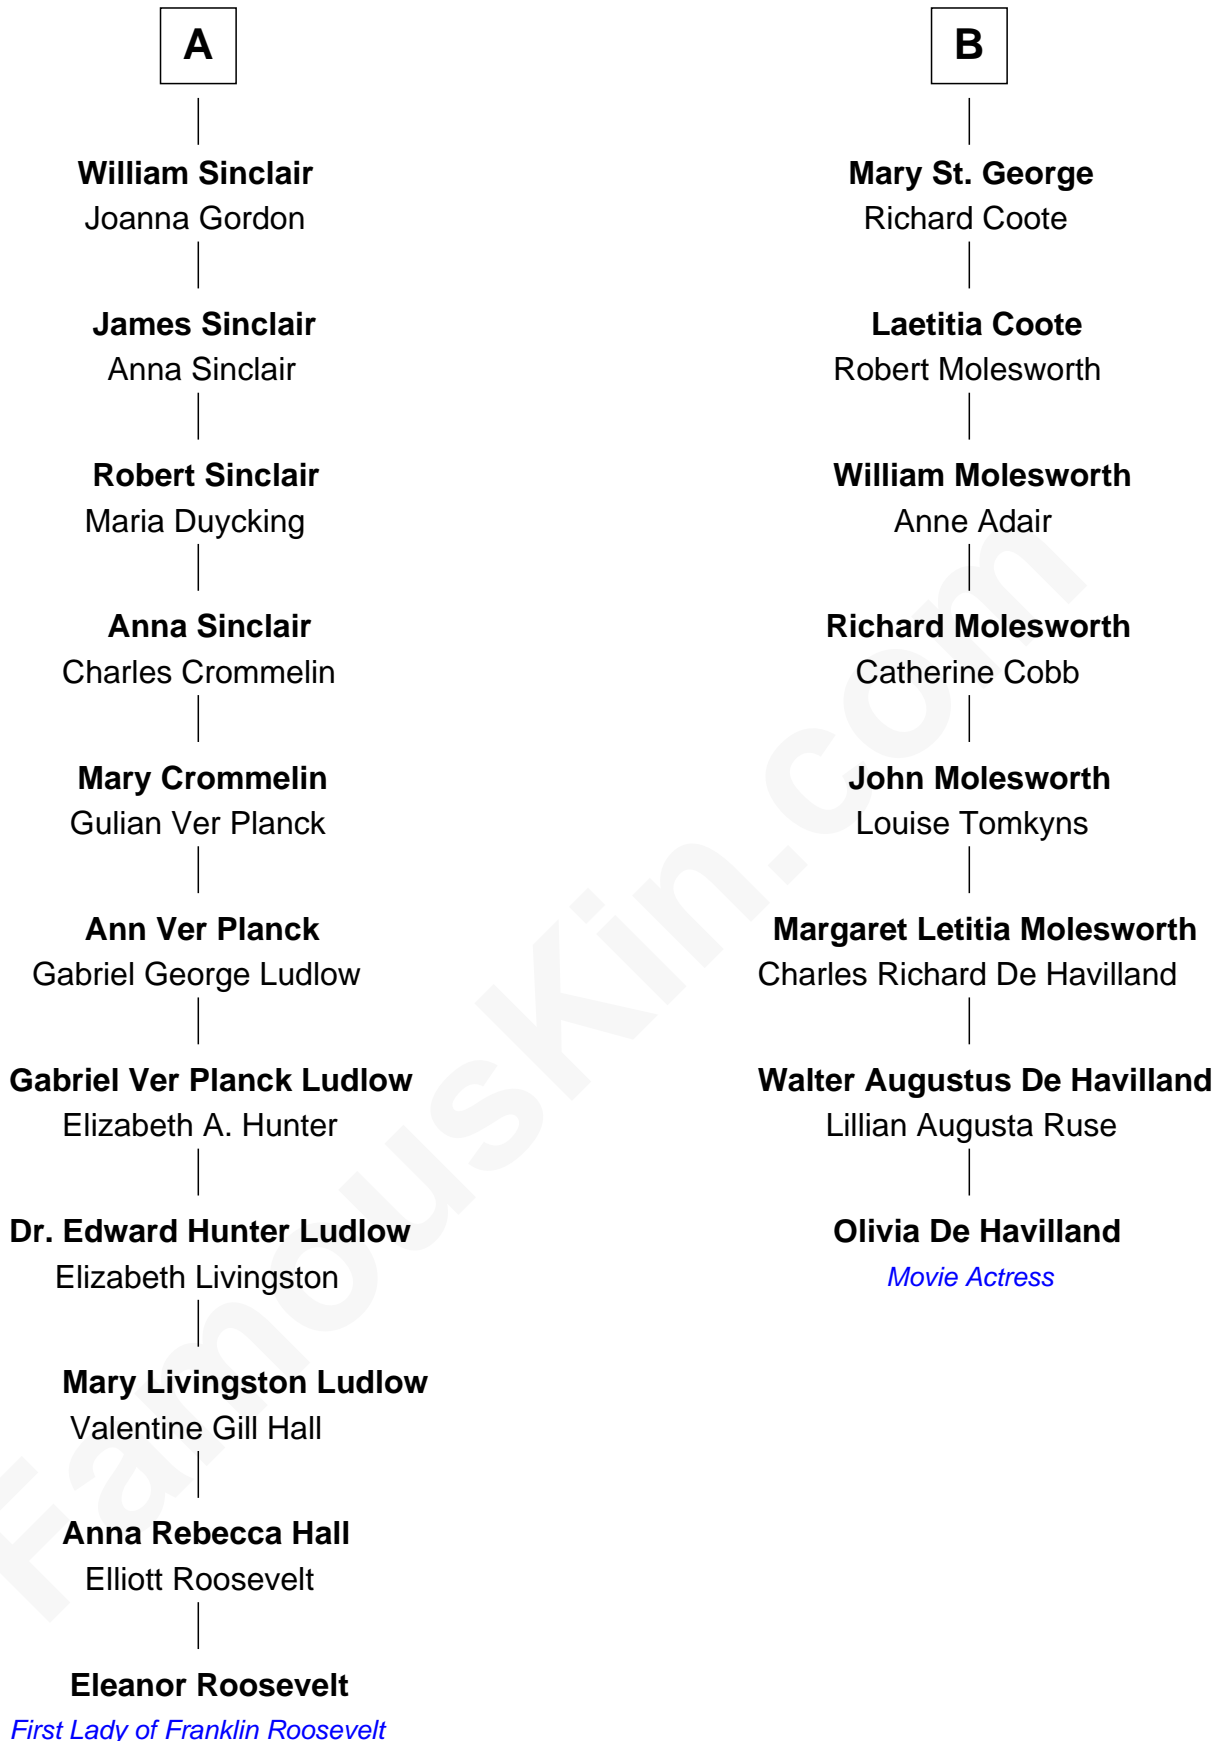 A
William Sinclair
Joanna Gordon
James Sinclair
Anna Sinclair
Robert Sinclair
Maria Duycking
Anna Sinclair
Charles Crommelin
Mary Crommelin
Gulian Ver Planck
Ann Ver Planck
Gabriel George Ludlow
Gabriel Ver Planck Ludlow
Elizabeth A. Hunter
Dr. Edward Hunter Ludlow
Elizabeth Livingston
Mary Livingston Ludlow
Valentine Gill Hall
Anna Rebecca Hall
Elliott Roosevelt
Eleanor Roosevelt
First Lady of Franklin Roosevelt
B
Mary St. George
Richard Coote
Laetitia Coote
Robert Molesworth
William Molesworth
Anne Adair
Richard Molesworth
Catherine Cobb
John Molesworth
Louise Tomkyns
Margaret Letitia Molesworth
Charles Richard De Havilland
Walter Augustus De Havilland
Lillian Augusta Ruse
Olivia De Havilland
Movie Actress
FamousKin.com